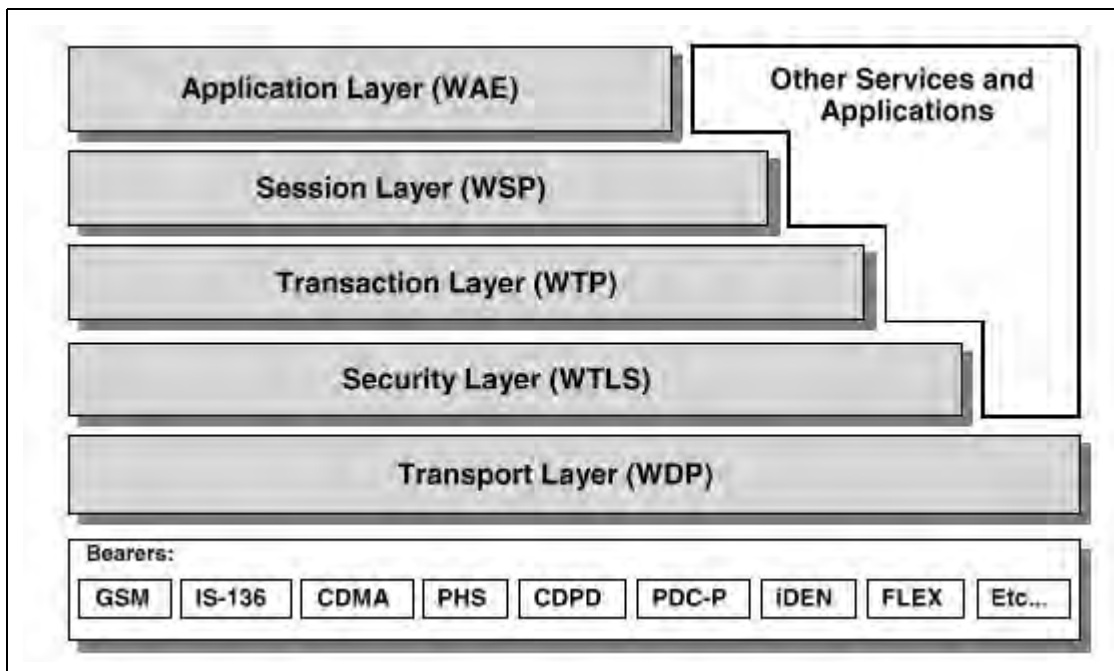 Application Layer (WAE)
Other Services and
Applications
Session Layer (WSP)
Transaction Layer (WTP)
Security Layer (WTLS)
Transport Layer (WDP)
Bearers:
GSM IS-136 CDMA PHS CDPD PDC-P iDEN FLEX Etc...